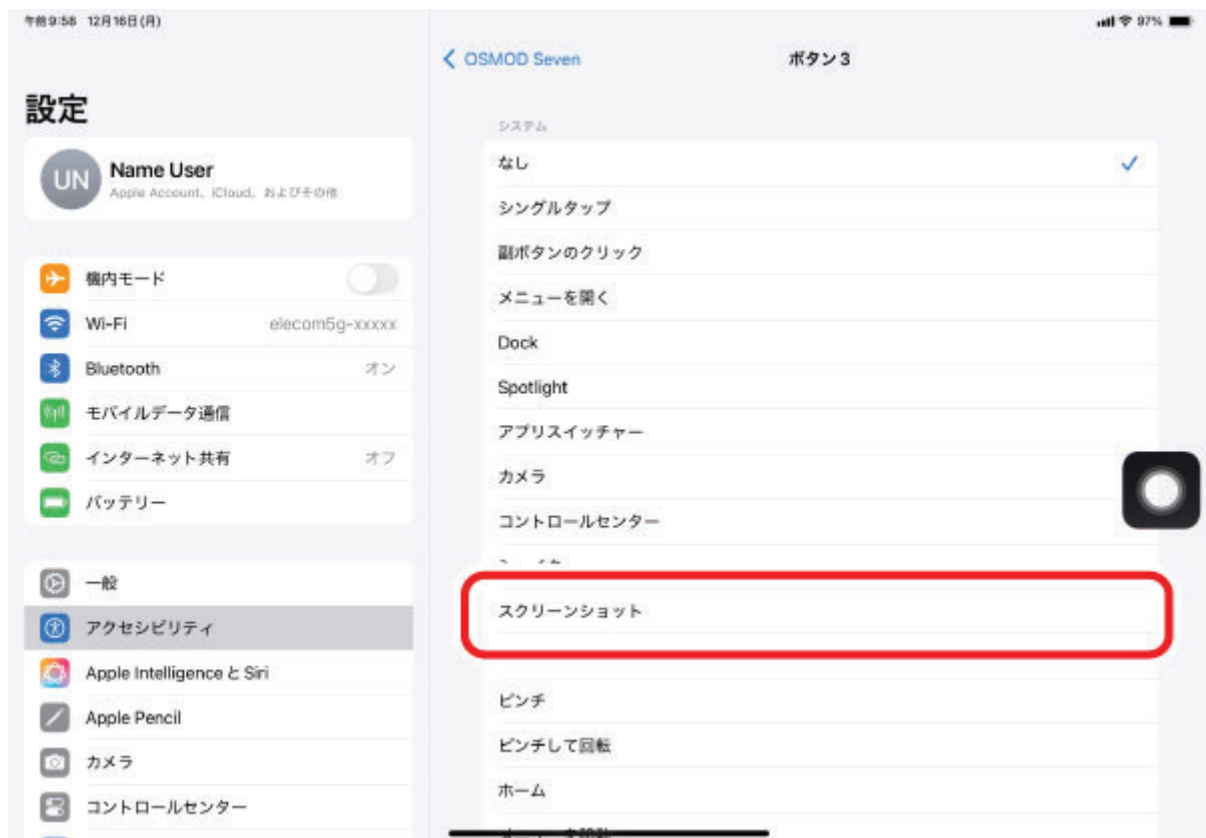 午前9:58 12月16日(月)
97%
設定
UN
Name User
Apple Account、iCloud、およびその他
機内モード
Wi-Fi elecom5g-xxxxx
Bluetooth オン
モバイルデータ通信
インターネット共有 オフ
バッテリー
一般
アクセシビリティ
Apple Intelligence と Siri
Apple Pencil
カメラ
コントロールセンター
OSMOD Seven
ボタン 3
システム
なし
シングルタップ
副ボタンのクリック
メニューを開く
Dock
Spotlight
アプリスイッチャー
カメラ
コントロールセンター
スクリーンショット
ピンチ
ピンチして回転
ホーム